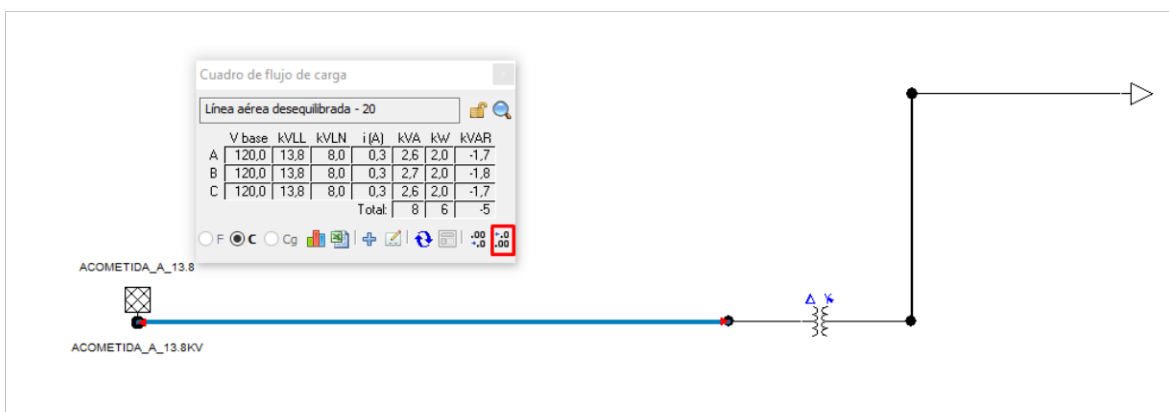 Cuadro de flujo de carga
Línea aérea desequilibrada - 20
V base kVLL kVLN i (A) kVA kW kVAR
A 120,0 13,8 8,0 0,3 2,6 2,0 -1,7
B 120,0 13,8 8,0 0,3 2,7 2,0 -1,8
C 120,0 13,8 8,0 0,3 2,6 2,0 -1,7
Total: 8 6 -5
F C Cg .00 .0 .0 .00
ACOMETIDA_A_13.8
ACOMETIDA_A_13.8KV